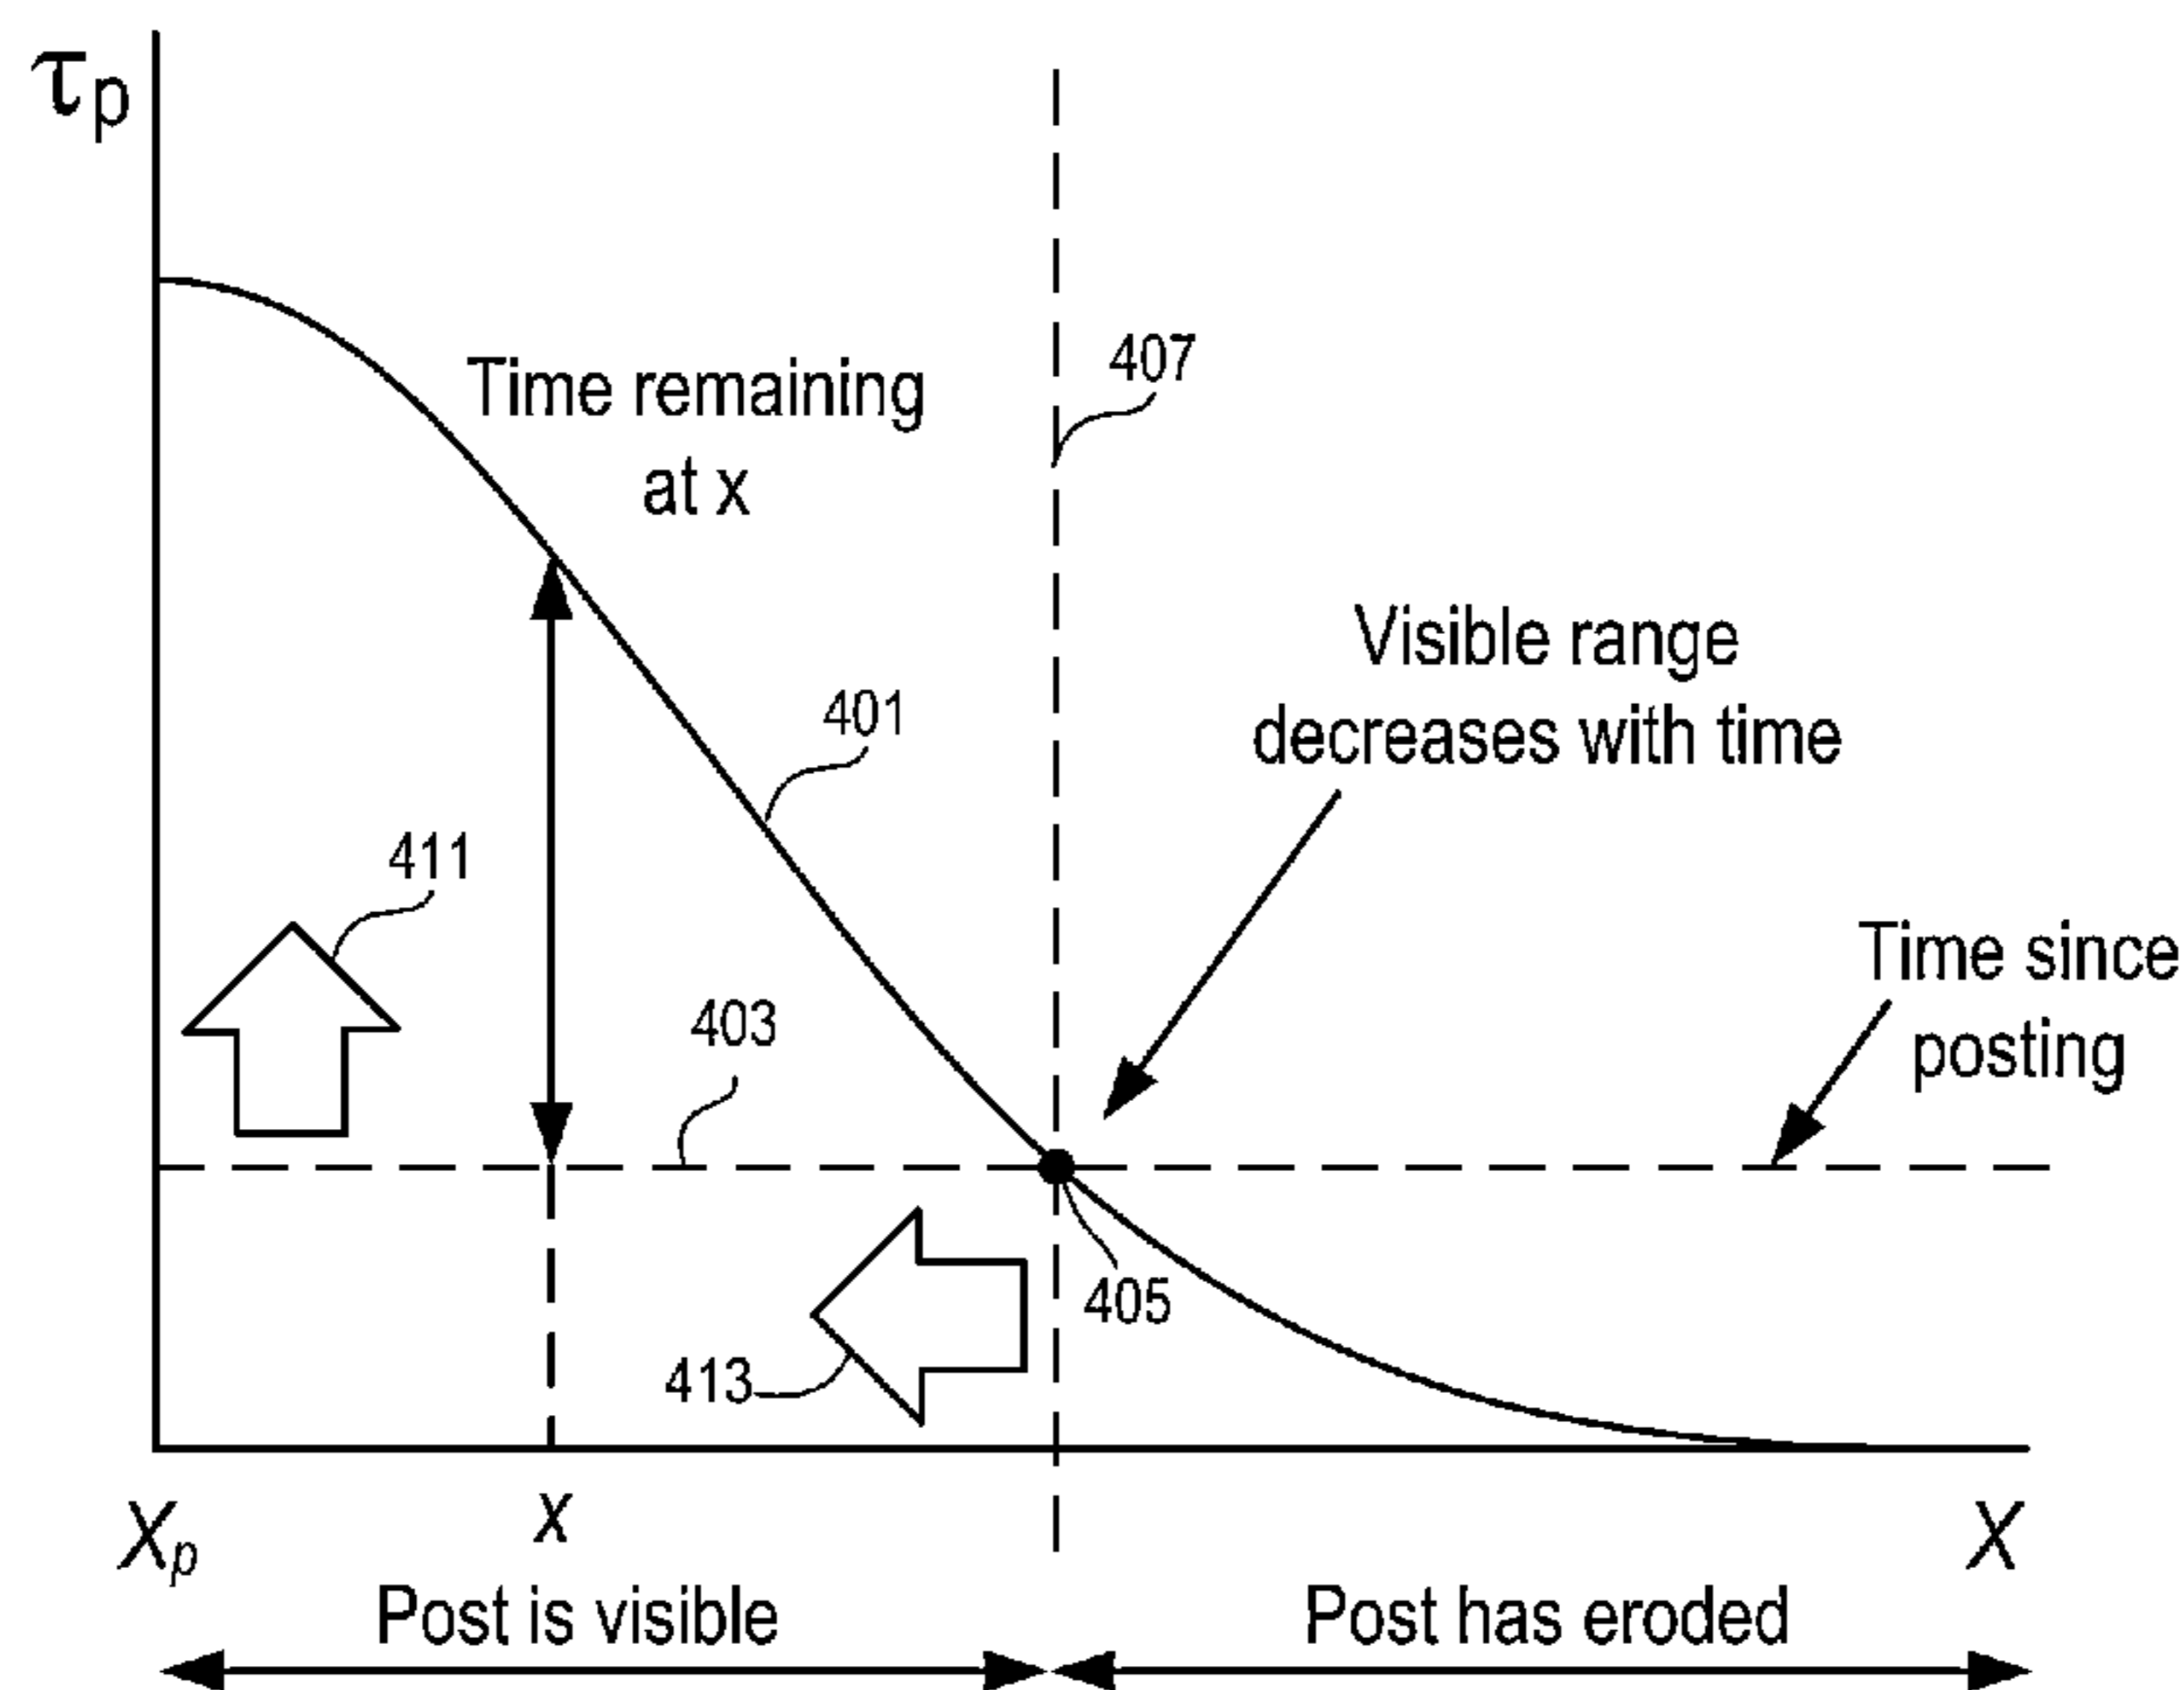 τp
407
Time remaining
at x
Visible range
decreases with time
401
411
Time since
posting
403
405
413
Xp
x
X
Post is visible
Post has eroded